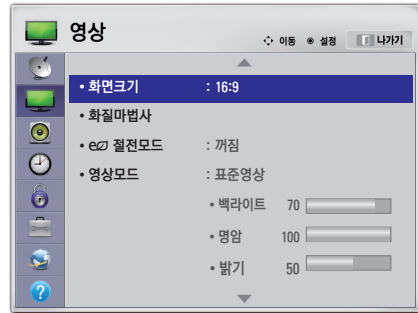 영상
이동 설정 나가기
• 화면크기 : 16:9
• 화질마법사
• e 절전모드 : 꺼짐
• 영상모드 : 표준영상
• 백라이트 70
• 명암 100
• 밝기 50
?